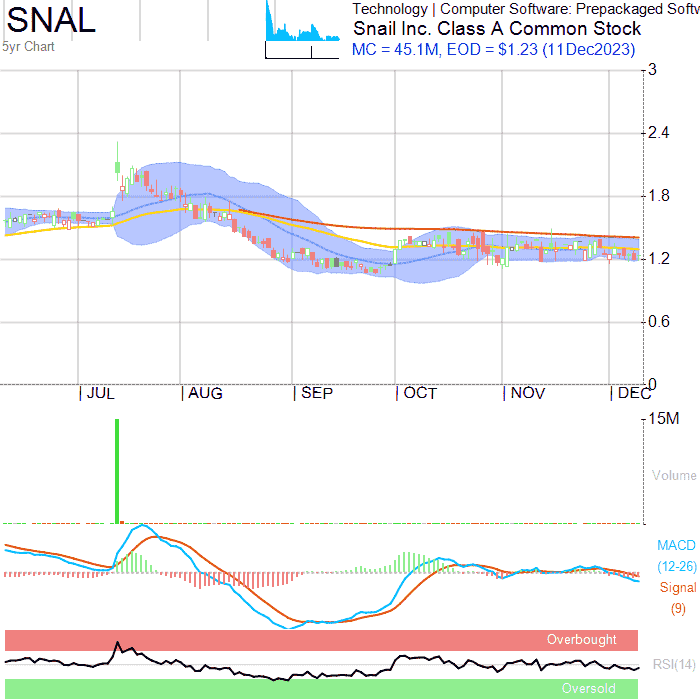 SNAL
5yr Chart
Technology | Computer Software: Prepackaged Softw
Snail Inc. Class A Common Stock
MC = 45.1M, EOD = $1.23 (11Dec2023)
3
2.4
1.8
1.2
0.6
0
JUL AUG SEP OCT NOV DEC
15M
Volume
MACD
(12-26)
Signal
(9)
Overbought
RSI(14)
Oversold